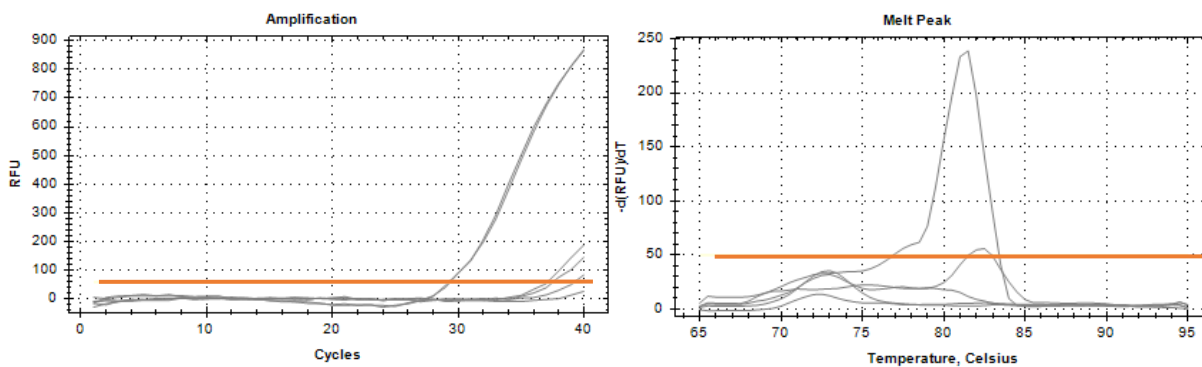 Amplification
900
800
700
600
500
400
300
200
100
0
RFU
0 10 20 30 40
Cycles
Melt Peak
250
200
150
100
50
0
-d(RFU)/dT
65 70 75 80 85 90 95
Temperature, Celsius